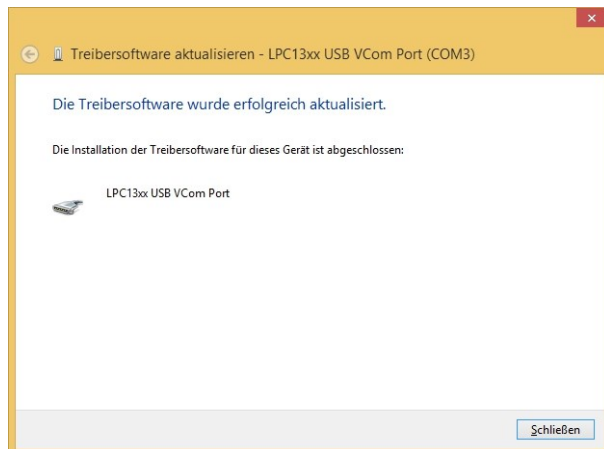 Treibersoftware aktualisieren - LPC13xx USB VCom Port (COM3)
Die Treibersoftware wurde erfolgreich aktualisiert.
Die Installation der Treibersoftware für dieses Gerät ist abgeschlossen:
LPC13xx USB VCom Port
Schließen